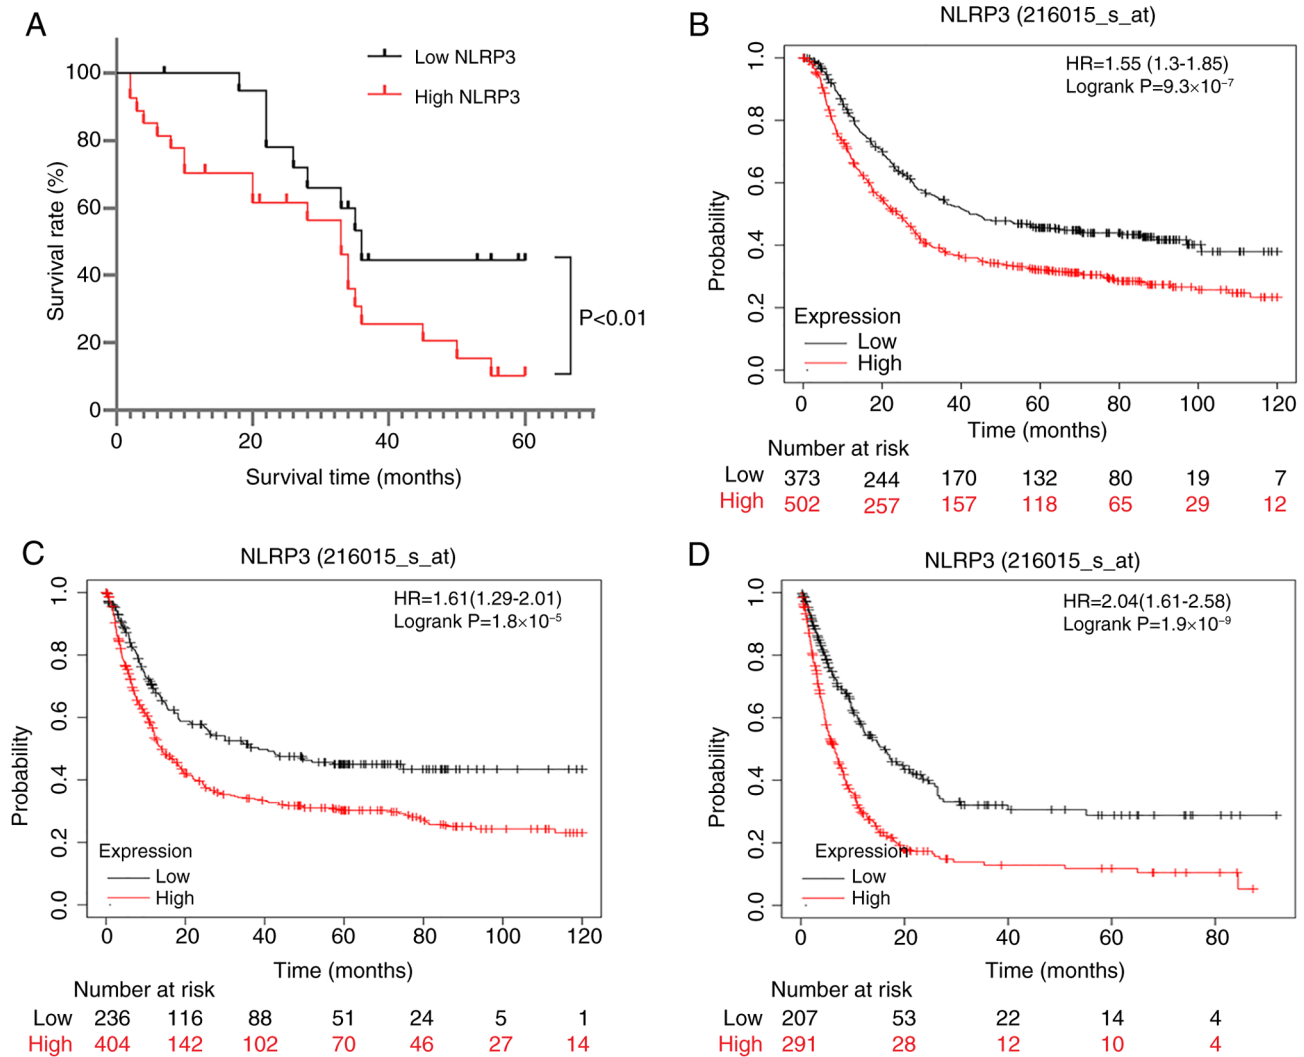 A
Low NLRP3
High NLRP3
Survival rate (%)
100
80
60
40
20
0
P<0.01
0 20 40 60
Survival time (months)
B
NLRP3 (216015_s_at)
HR=1.55 (1.3-1.85)
Logrank P=9.3×10⁻⁷
Probability
1.0
0.8
0.6
0.4
0.2
0.0
Expression
Low
High
0 20 40 60 80 100 120
Time (months)
Number at risk
Low 373 244 170 132 80 19 7
High 502 257 157 118 65 29 12
C
NLRP3 (216015_s_at)
HR=1.61(1.29-2.01)
Logrank P=1.8×10⁻⁵
Probability
1.0
0.8
0.6
0.4
0.2
0.0
Expression
Low
High
0 20 40 60 80 100 120
Time (months)
Number at risk
Low 236 116 88 51 24 5 1
High 404 142 102 70 46 27 14
D
NLRP3 (216015_s_at)
HR=2.04(1.61-2.58)
Logrank P=1.9×10⁻⁹
Probability
1.0
0.8
0.6
0.4
0.2
0.0
Expression
Low
High
0 20 40 60 80
Time (months)
Number at risk
Low 207 53 22 14 4
High 291 28 12 10 4